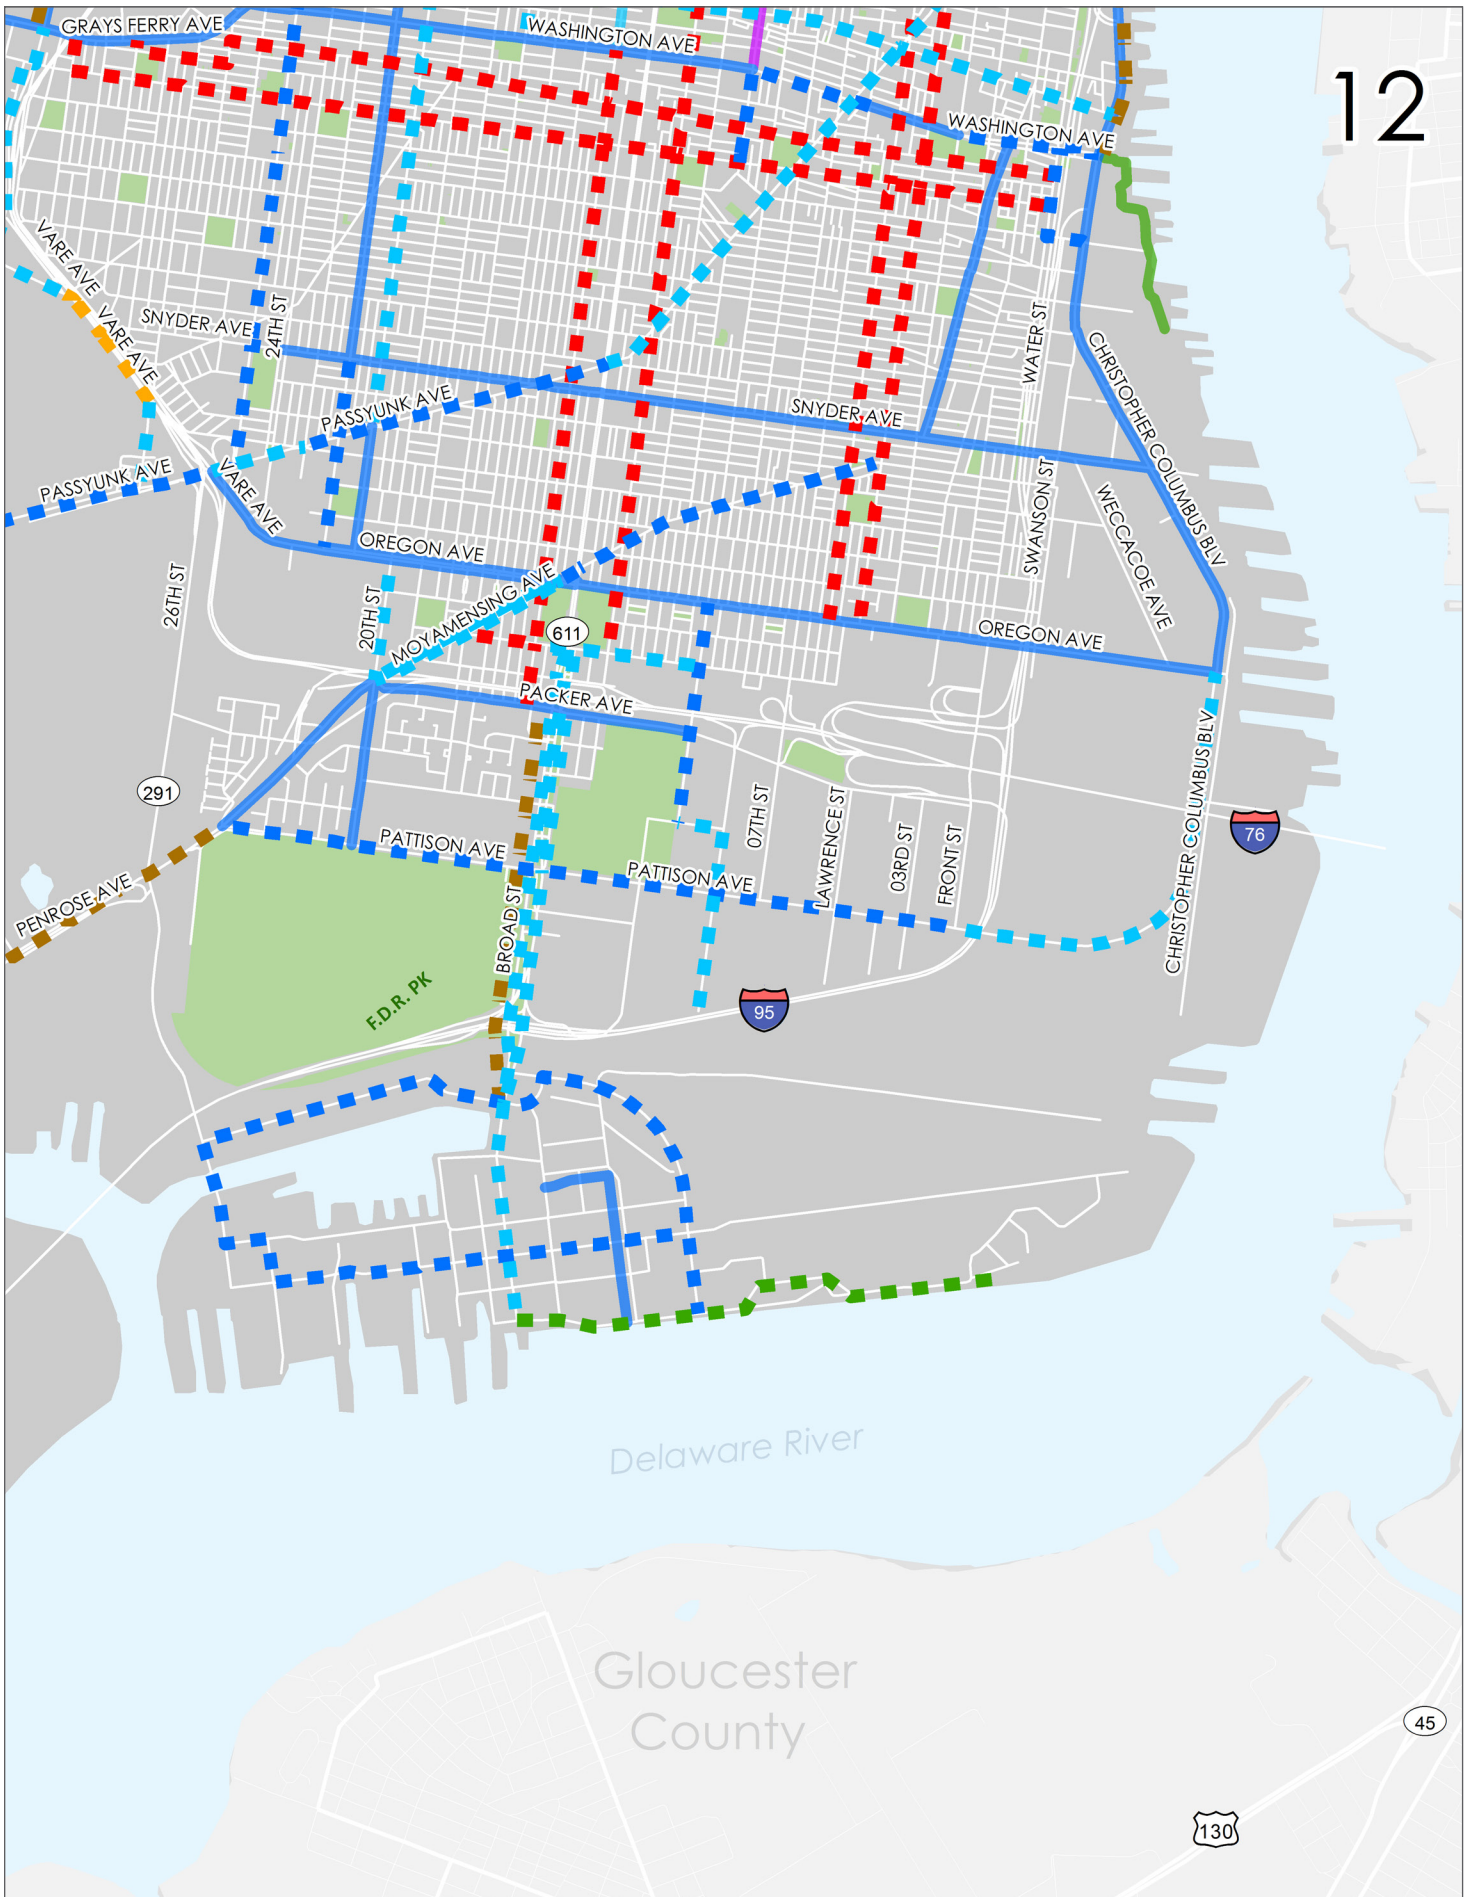 GRAYS FERRY AVE
WASHINGTON AVE
12
WASHINGTON AVE
VARE AVE
VARE AVE
SNYDER AVE
24TH ST
WATER ST
CHRISTOPHER COLUMBUS BLV
PASSYUNK AVE
SNYDER AVE
PASSYUNK AVE
VARE AVE
SWANSON ST
WECCACOE AVE
OREGON AVE
26TH ST
20TH ST
MOYAMENSING AVE
611
OREGON AVE
PACKER AVE
CHRISTOPHER COLUMBUS BLV
291
07TH ST
LAWRENCE ST
03RD ST
FRONT ST
76
PATTISON AVE
PATTISON AVE
PENROSE AVE
BROAD ST
F.D.R. PK
95
Delaware River
Gloucester
County
45
130